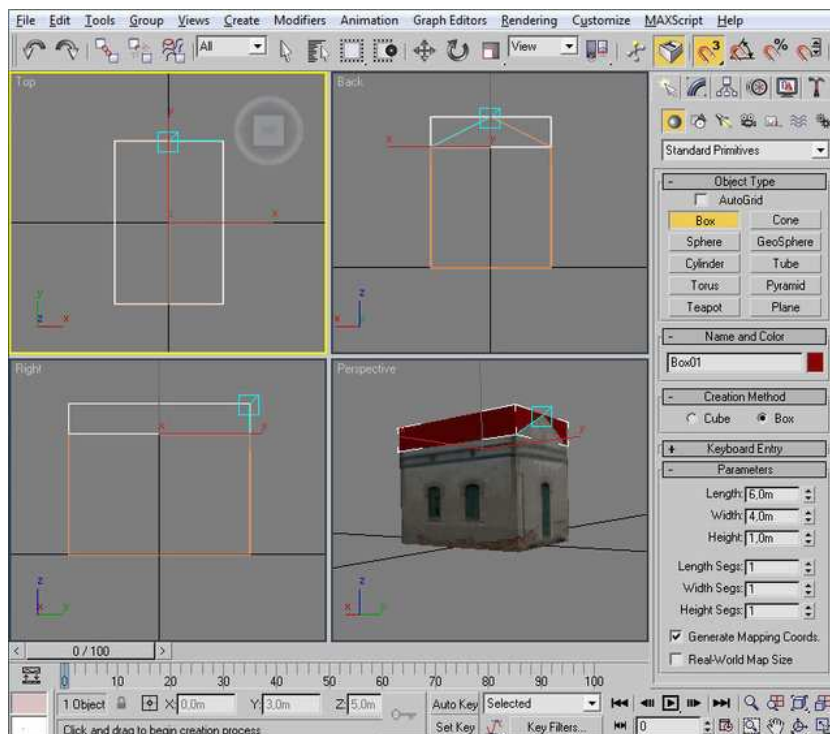 File Edit Tools Group Views Create Modifiers Animation Graph Editors Rendering Customize MAXScript Help
All
View
3
%
Top
Back
y
x
x
x
y
z
x
z
x
Right
Perspective
x
y
y
z
x
y
z
x
Standard Primitives
- Object Type
AutoGrid
Box Cone
Sphere GeoSphere
Cylinder Tube
Torus Pyramid
Teapot Plane
- Name and Color
Box01
- Creation Method
Cube Box
+ Keyboard Entry
- Parameters
Length: 6,0m
Width: 4,0m
Height: 1,0m
Length Segs: 1
Width Segs: 1
Height Segs: 1
Generate Mapping Coords.
Real-World Map Size
< 0 / 100 >
0 10 20 30 40 50 60 70 80 90 100
1 Object X: 0,0m Y: 3,0m Z: 5,0m Auto Key Selected
Click and drag to begin creation process Set Key Key Filters... 0